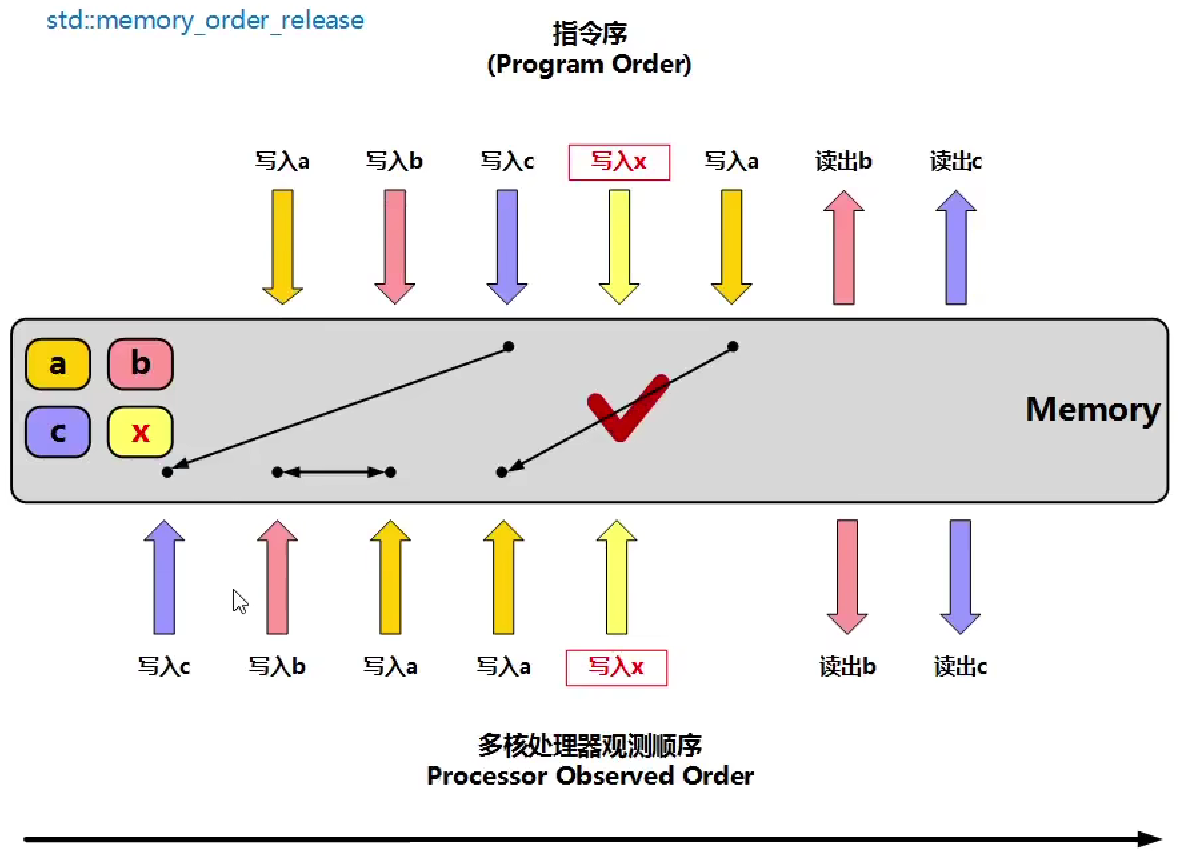 std::memory_order_release
指令序
(Program Order)
写入a 写入b 写入c 写入x 写入a 读出b 读出c
a b
c x
Memory
写入c 写入b 写入a 写入a 写入x 读出b 读出c
多核处理器观测顺序
Processor Observed Order